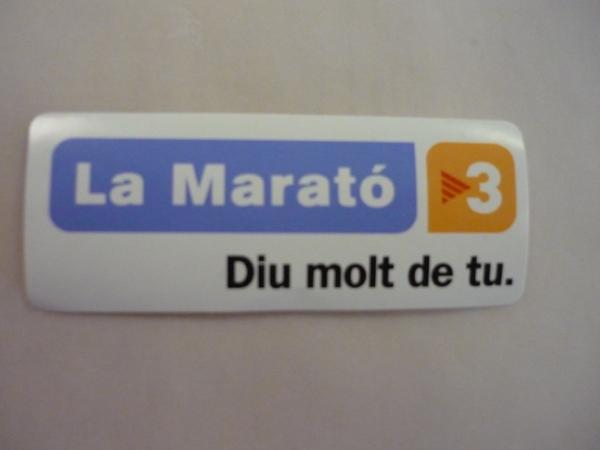 La Marató 3
Diu molt de tu.